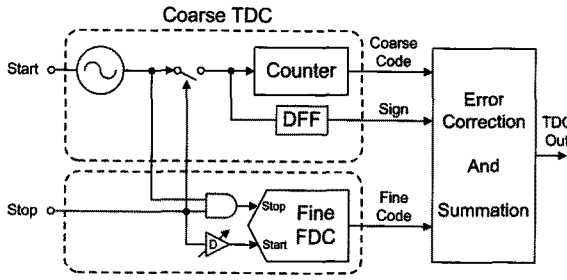 Coarse TDC
Start
Counter
Coarse
Code
DFF
Sign
Error
Correction
And
Summation
TDC
Out
Stop
D
Stop
Start
Fine
FDC
Fine
Code